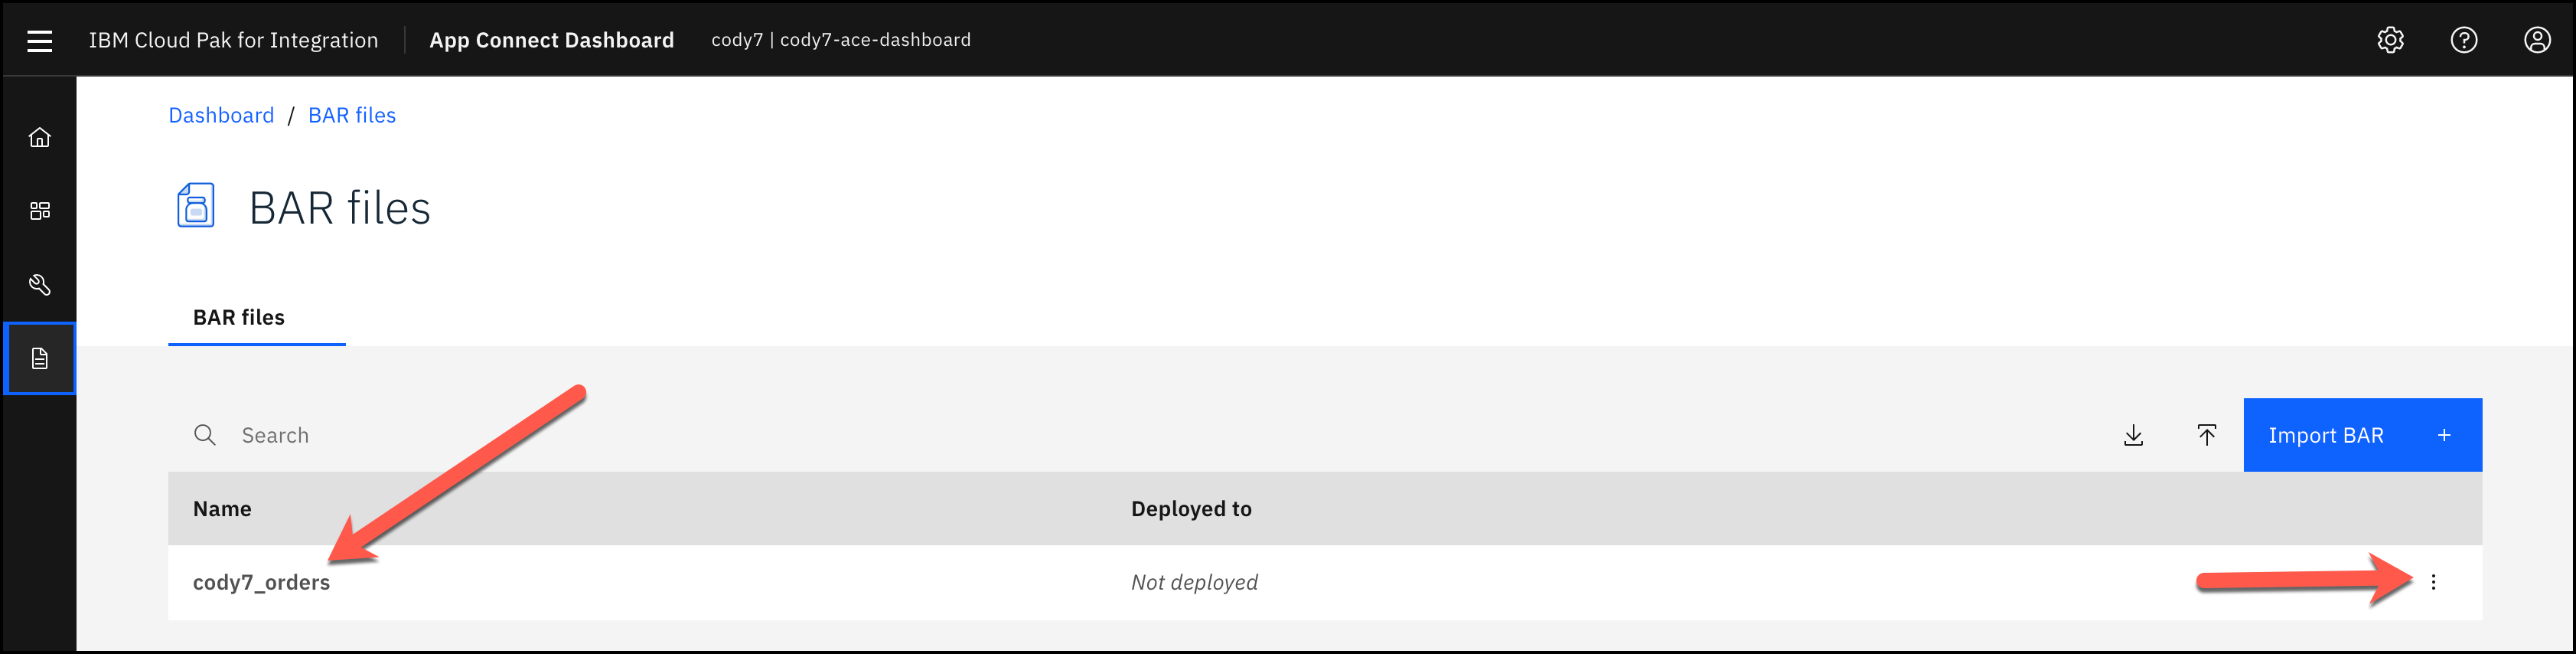 IBM Cloud Pak for Integration App Connect Dashboard cody7 | cody7-ace-dashboard
Dashboard / BAR files
BAR files
BAR files
Search Import BAR +
Name Deployed to
cody7_orders Not deployed